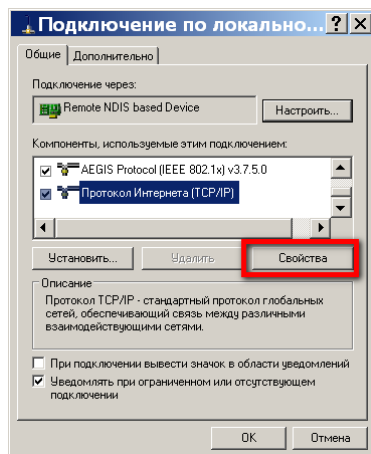 Подключение по локально...
Общие
Дополнительно
Подключение через:
Remote NDIS based Device
Настроить...
Компоненты, используемые этим подключением:
AEGIS Protocol (IEEE 802.1x) v3.7.5.0
Протокол Интернета (TCP/IP)
Установить...
Удалить
Свойства
Описание
Протокол TCP/IP - стандартный протокол глобальных
сетей, обеспечивающий связь между различными
взаимодействующими сетями.
При подключении вывести значок в области уведомлений
Уведомлять при ограниченном или отсутствующем
подключении
OK
Отмена